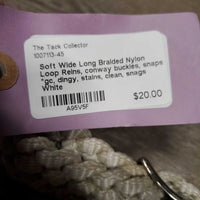 The Tack Collector
1007113-45
Soft Wide Long Braided Nylon
Loop Reins, conway buckles, snaps
*gc, dingy, stains, clean, snags
White
$20.00
A95V5F